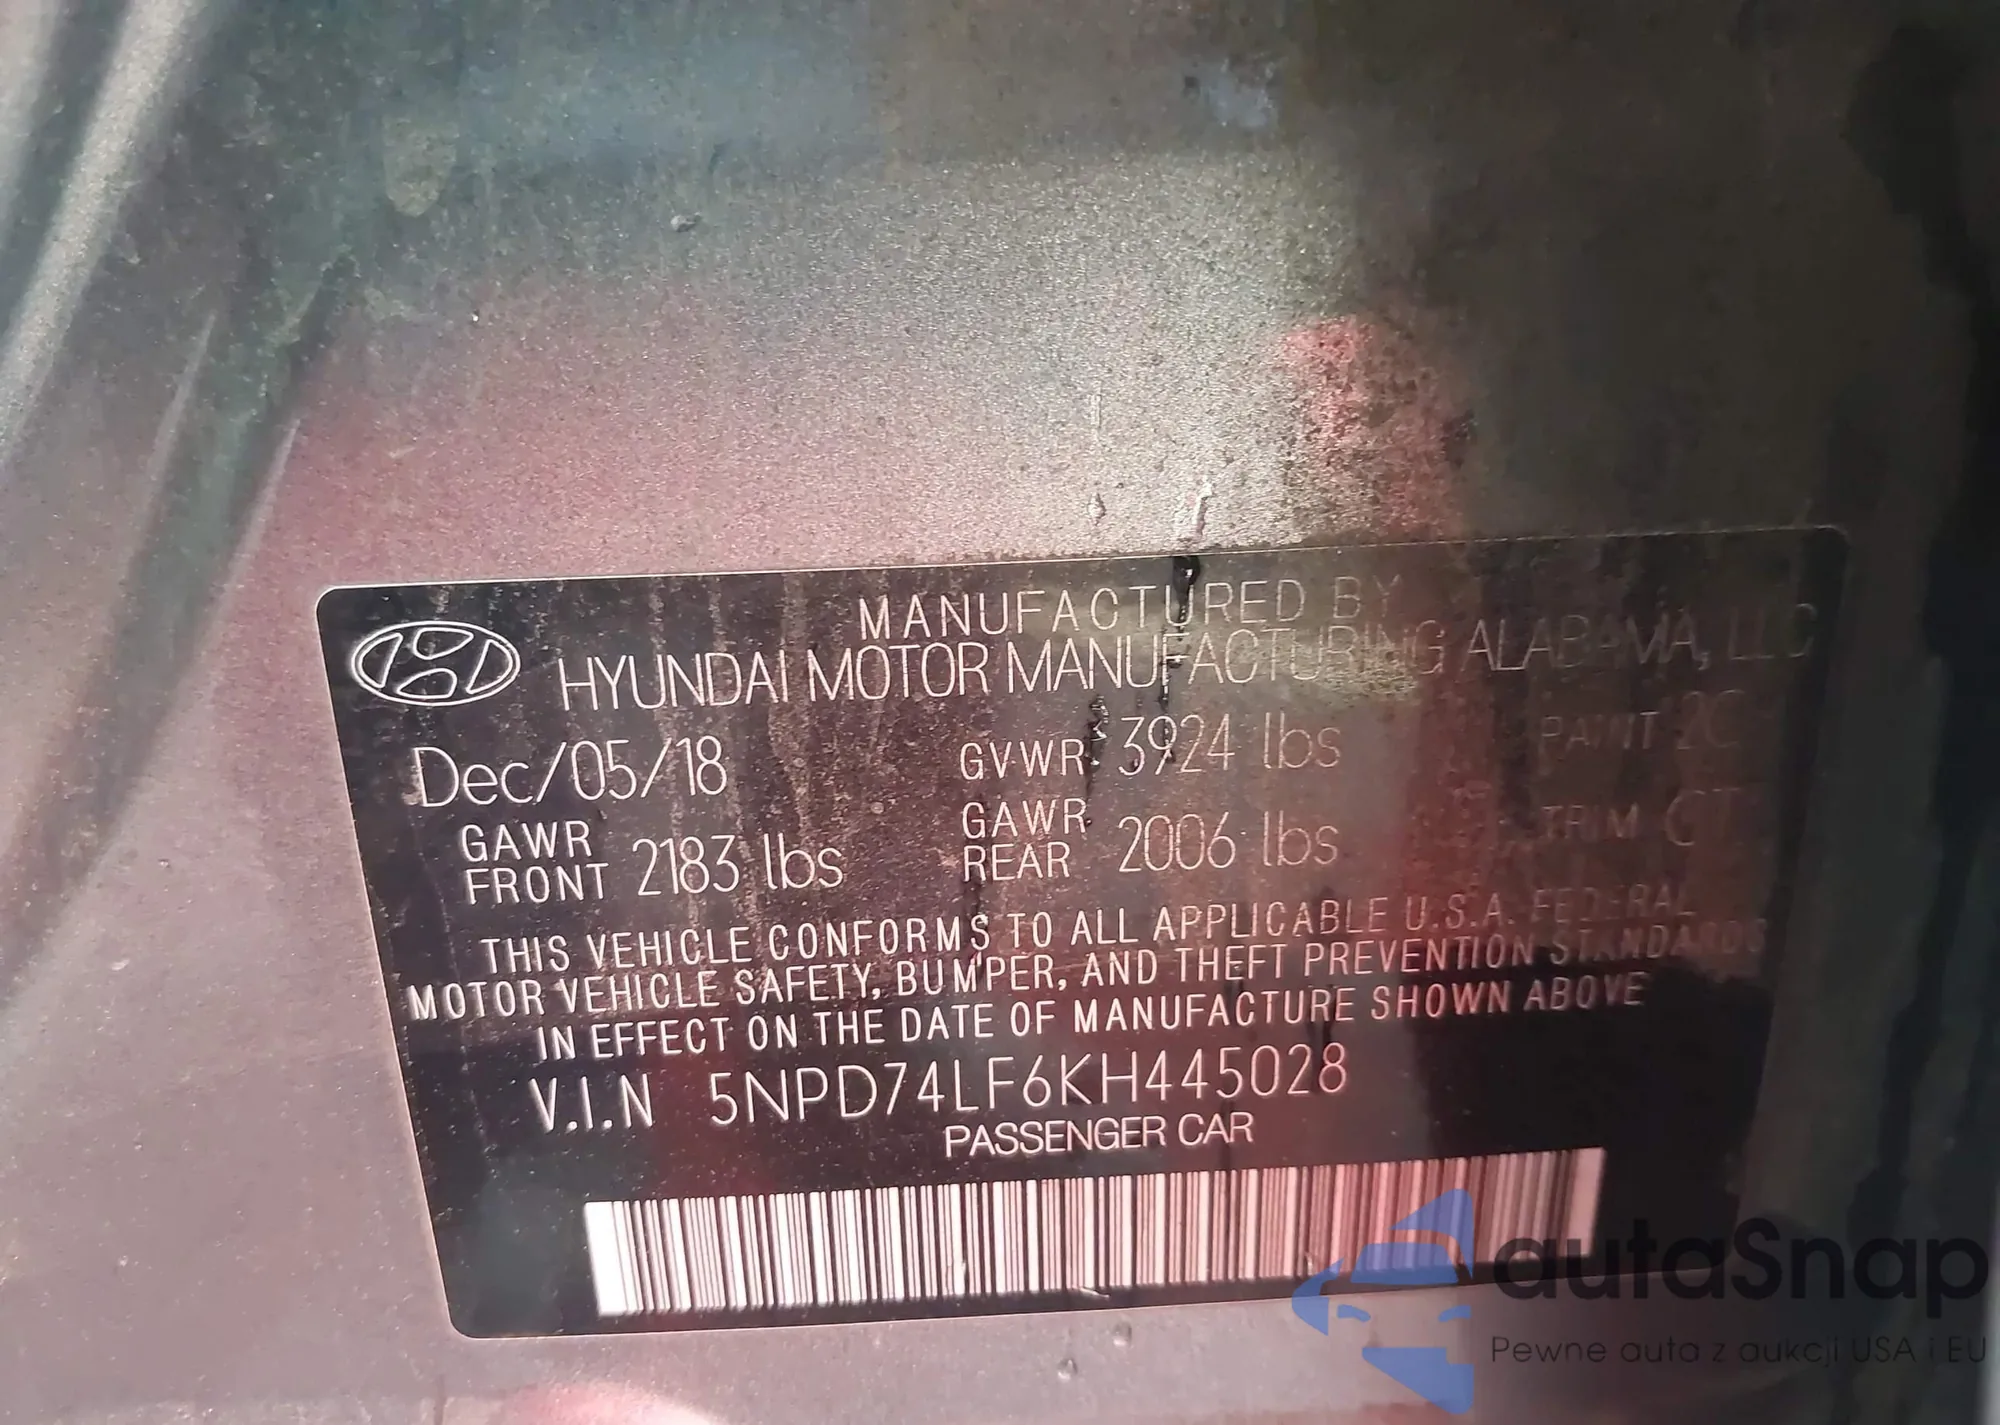 MANUFACTURED BY
HYUNDAI MOTOR MANUFACTURING ALABAMA, LLC
Dec/05/18 GVWR 3924 lbs PAINT
GAWR FRONT 2183 lbs GAWR REAR 2006 lbs TRIM
THIS VEHICLE CONFORMS TO ALL APPLICABLE U.S.A. FEDERAL
MOTOR VEHICLE SAFETY, BUMPER, AND THEFT PREVENTION STANDARDS
IN EFFECT ON THE DATE OF MANUFACTURE SHOWN ABOVE
V.I.N 5NPD74LF6KH445028
PASSENGER CAR
autaSnap
Pewne auta z aukcji USA i EU